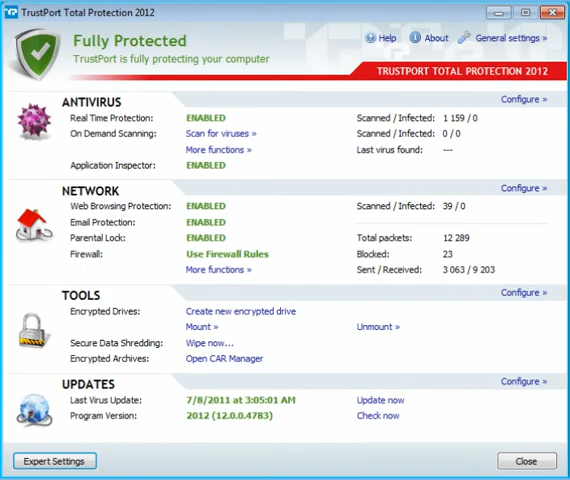 TrustPort Total Protection 2012
Fully Protected
Help About General settings »
TrustPort is fully protecting your computer
TRUSTPORT TOTAL PROTECTION 2012
ANTIVIRUS Configure »
Real Time Protection: ENABLED Scanned / Infected: 1 159 / 0
On Demand Scanning: Scan for viruses » Scanned / Infected: 0 / 0
More functions » Last virus found: ---
Application Inspector: ENABLED
NETWORK Configure »
Web Browsing Protection: ENABLED Scanned / Infected: 39 / 0
Email Protection: ENABLED
Parental Lock: ENABLED Total packets: 12 289
Firewall: Use Firewall Rules Blocked: 23
More functions » Sent / Received: 3 063 / 9 203
TOOLS Configure »
Encrypted Drives: Create new encrypted drive
Mount » Unmount »
Secure Data Shredding: Wipe now...
Encrypted Archives: Open CAR Manager
UPDATES Configure »
Last Virus Update: 7/8/2011 at 3:05:01 AM Update now
Program Version: 2012 (12.0.0.4783) Check now
Expert Settings Close